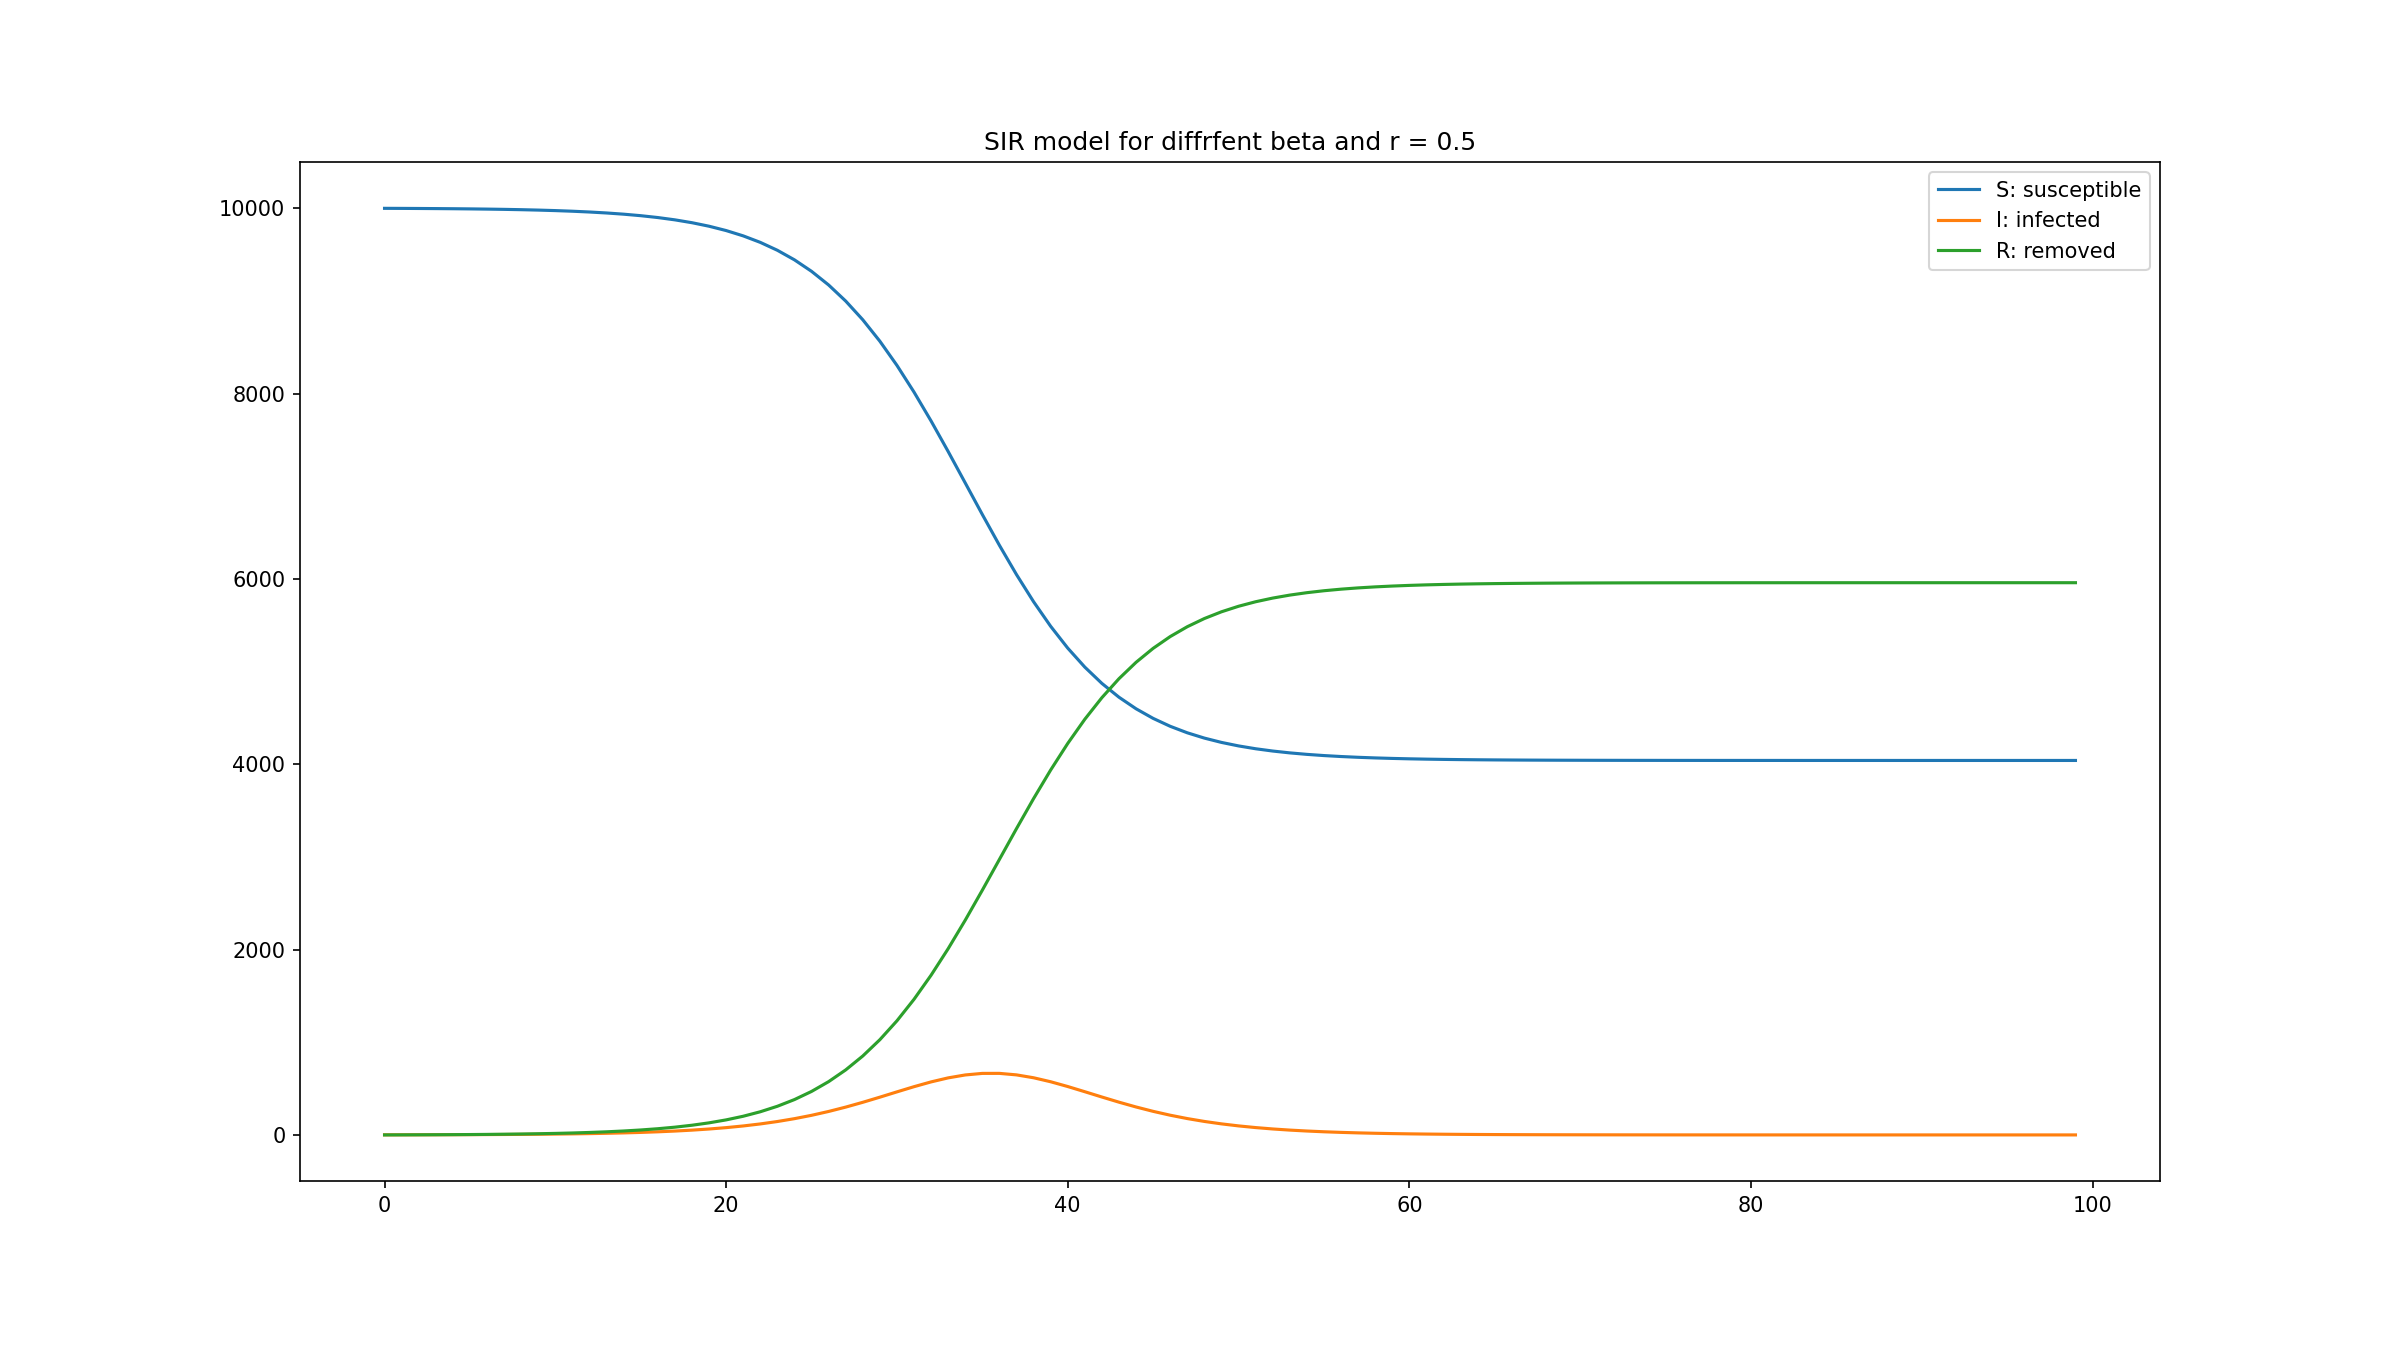 SIR model for diffrfent beta and r = 0.5
S: susceptible
I: infected
R: removed
10000
8000
6000
4000
2000
0
0 20 40 60 80 100